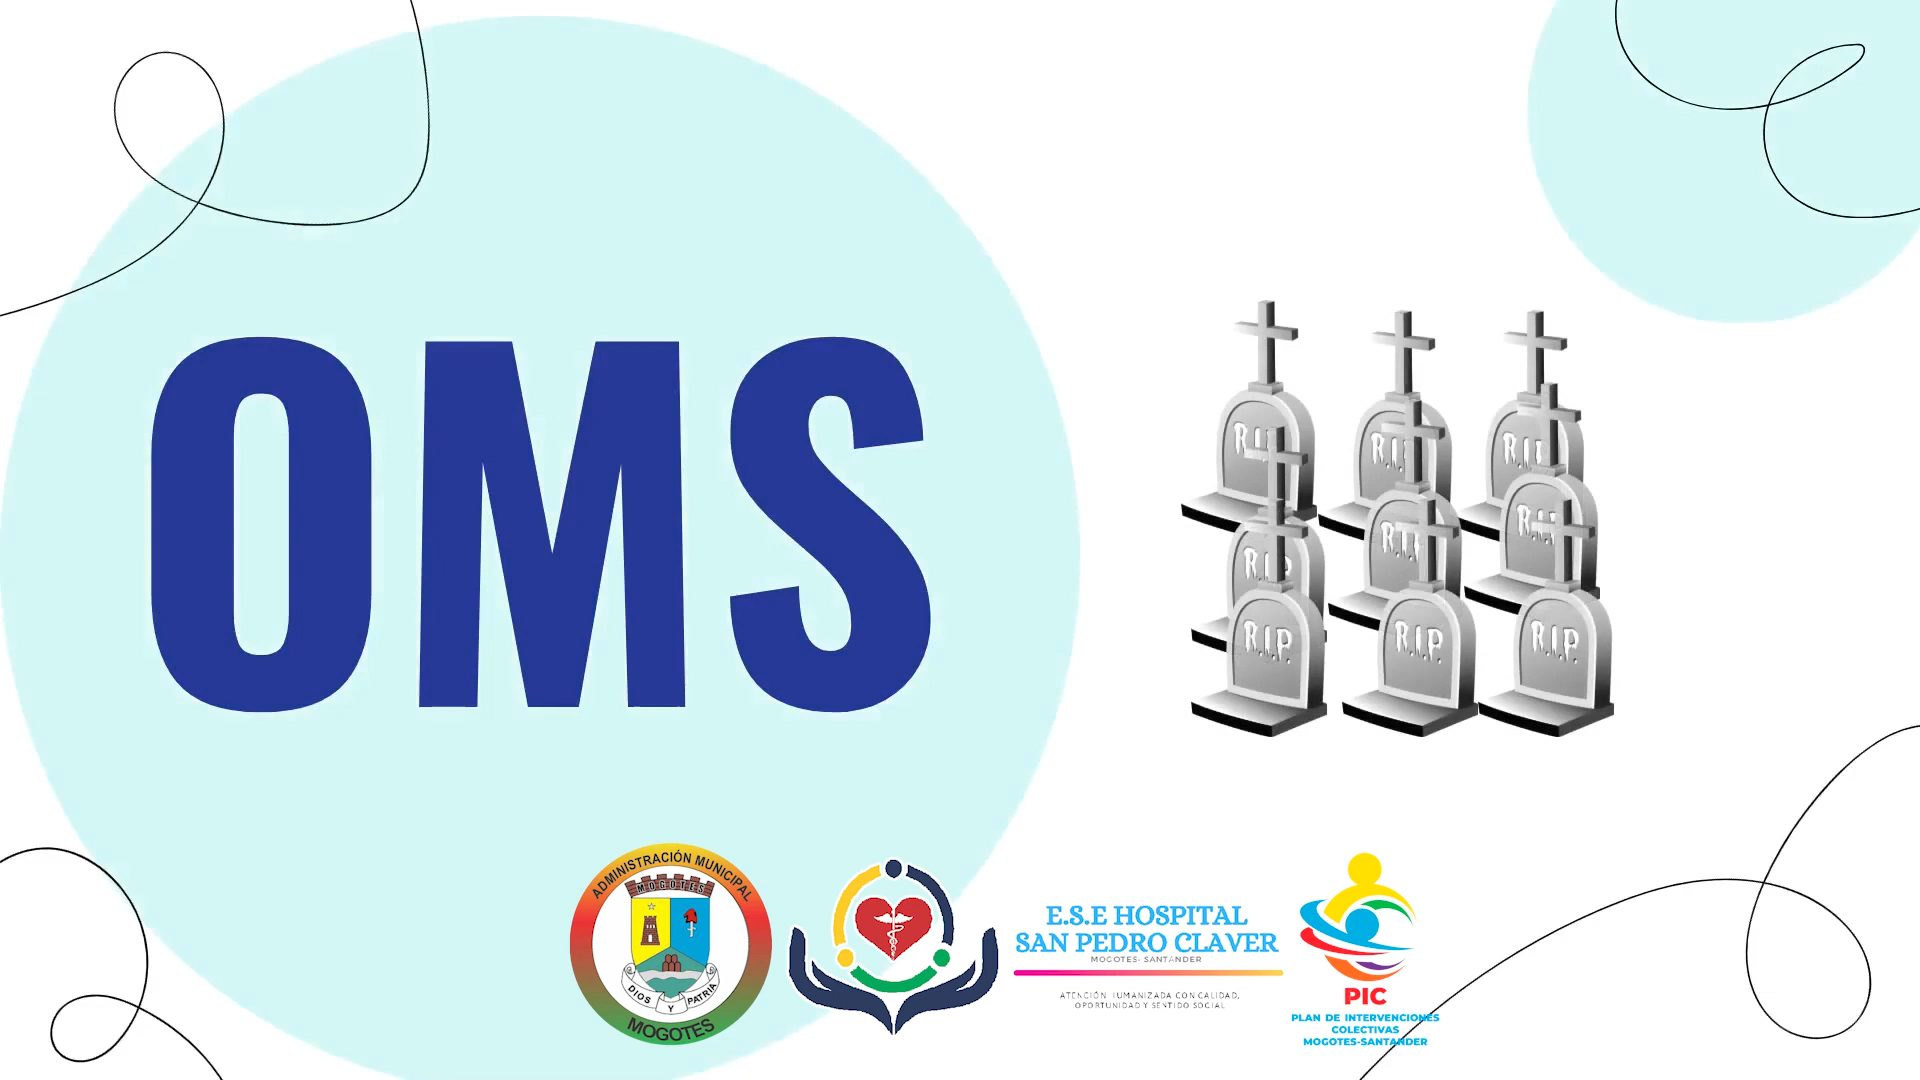 OMS
R.I.P.
R.I.P.
R.I.P.
ADMINISTRACIÓN MUNICIPAL
MOGOTES
DIOS Y PATRIA
MOGOTES
E.S.E HOSPITAL
SAN PEDRO CLAVER
MOGOTES- SANTANDER
ATENCIÓN HUMANIZADA CON CALIDAD,
OPORTUNIDAD Y SENTIDO SOCIAL
PIC
PLAN DE INTERVENCIONES
COLECTIVAS
MOGOTES-SANTANDER